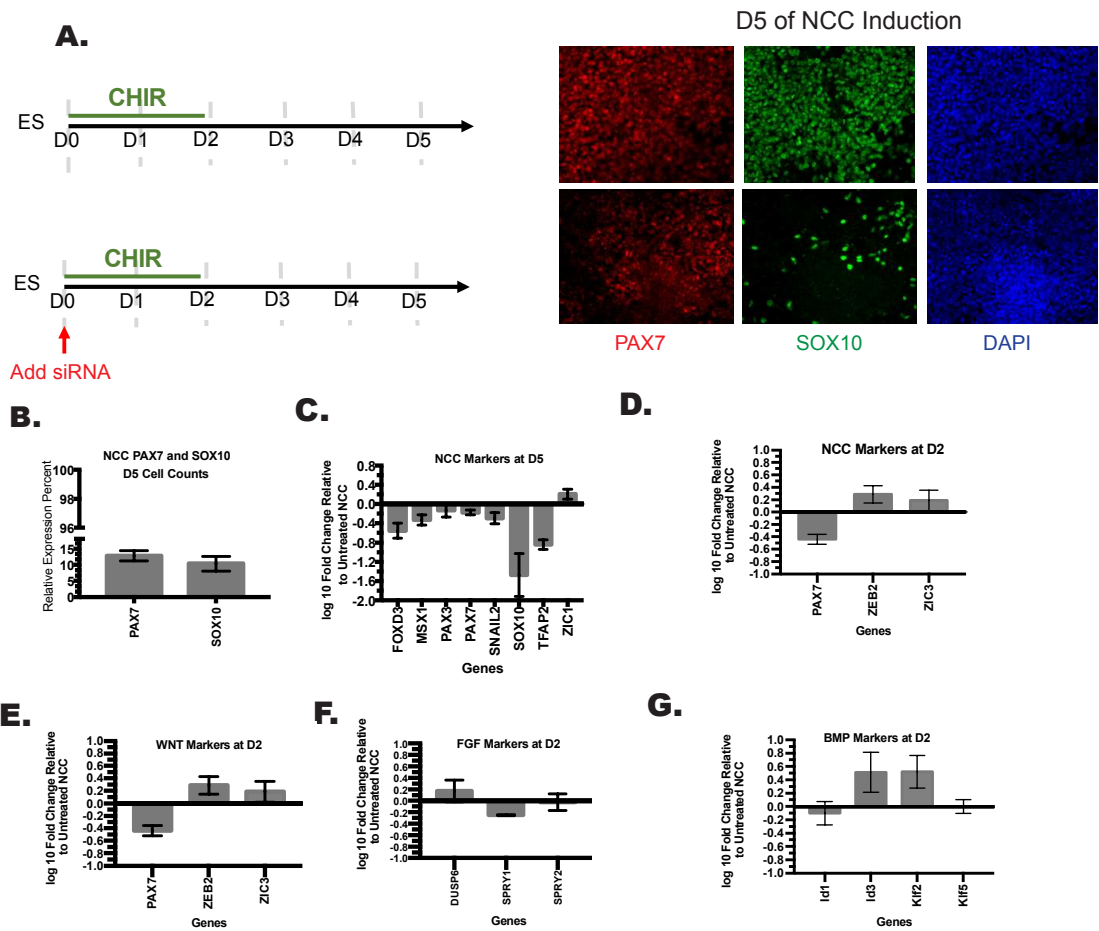 A.
D5 of NCC Induction
CHIR
ES
D0
D1
D2
D3
D4
D5
CHIR
ES
D0
D1
D2
D3
D4
D5
Add siRNA
PAX7
SOX10
DAPI
B.
NCC PAX7 and SOX10
D5 Cell Counts
Relative Expression Percent
100
98
96
15
10
5
0
PAX7
SOX10
C.
NCC Markers at D5
log 10 Fold Change Relative
to Untreated NCC
0.8
0.4
0.0
-0.4
-0.8
-1.2
-1.6
-2.0
FOXD3
MSX1
PAX3
PAX7
SNAIL2
SOX10
TFAP2
ZIC1
Genes
D.
NCC Markers at D2
log 10 Fold Change Relative
to Untreated NCC
1.0
0.8
0.6
0.4
0.2
0.0
-0.2
-0.4
-0.6
-0.8
-1.0
PAX7
ZEB2
ZIC3
Genes
E.
WNT Markers at D2
log 10 Fold Change Relative
to Untreated NCC
1.0
0.8
0.6
0.4
0.2
0.0
-0.2
-0.4
-0.6
-0.8
-1.0
PAX7
ZEB2
ZIC3
Genes
F.
FGF Markers at D2
log 10 Fold Change Relative
to Untreated NCC
1.0
0.8
0.6
0.4
0.2
0.0
-0.2
-0.4
-0.6
-0.8
-1.0
DUSP6
SPRY1
SPRY2
Genes
G.
BMP Markers at D2
log 10 Fold Change Relative
to Untreated NCC
1.0
0.8
0.6
0.4
0.2
0.0
-0.2
-0.4
-0.6
-0.8
-1.0
Id1
Id3
Klf2
Klf5
Genes